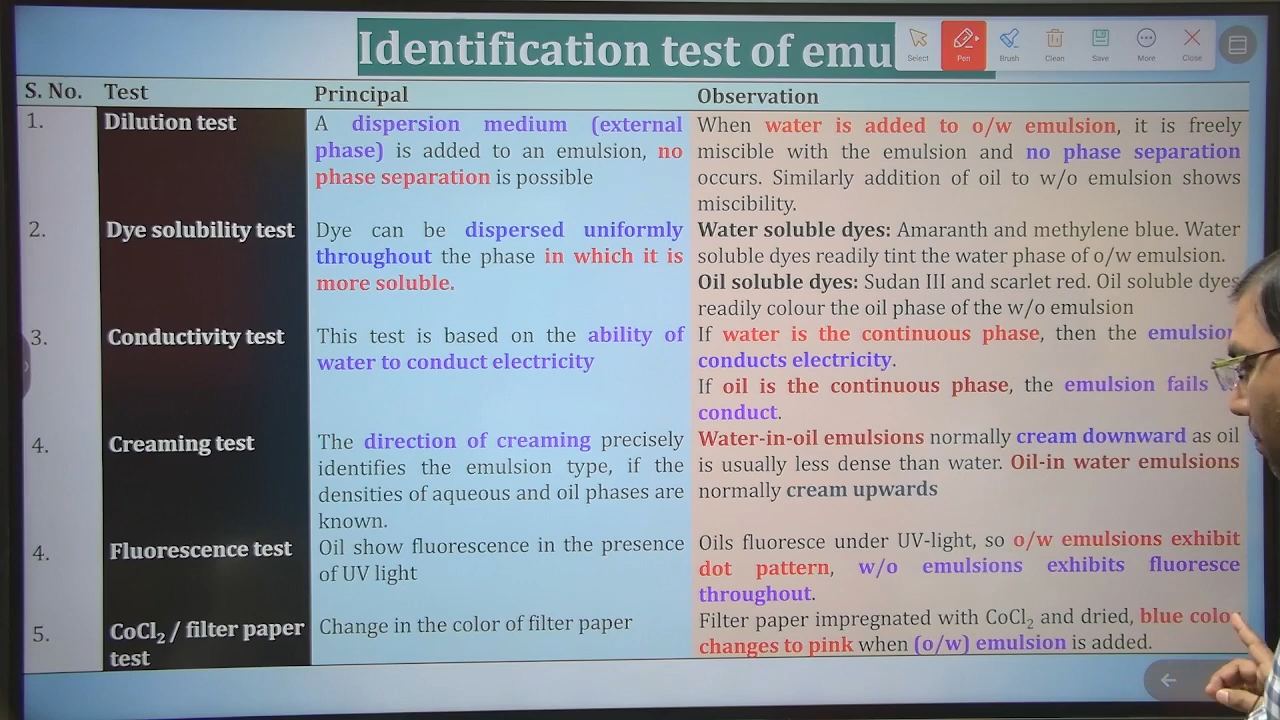 Identification test of emu
Select Pen Brush Clean Save More Close
S. No. Test Principal Observation
1. Dilution test
A dispersion medium (external
phase) is added to an emulsion, no
phase separation is possible
When water is added to o/w emulsion, it is freely
miscible with the emulsion and no phase separation
occurs. Similarly addition of oil to w/o emulsion shows
miscibility.
2. Dye solubility test
Dye can be dispersed uniformly
throughout the phase in which it is
more soluble.
Water soluble dyes: Amaranth and methylene blue. Water
soluble dyes readily tint the water phase of o/w emulsion.
Oil soluble dyes: Sudan III and scarlet red. Oil soluble dyes
readily colour the oil phase of the w/o emulsion
3. Conductivity test
This test is based on the ability of
water to conduct electricity
If water is the continuous phase, then the emulsion
conducts electricity.
If oil is the continuous phase, the emulsion fails
conduct.
4. Creaming test
The direction of creaming precisely
identifies the emulsion type, if the
densities of aqueous and oil phases are
known.
Water-in-oil emulsions normally cream downward as oil
is usually less dense than water. Oil-in water emulsions
normally cream upwards
4. Fluorescence test
Oil show fluorescence in the presence
of UV light
Oils fluoresce under UV-light, so o/w emulsions exhibit
dot pattern, w/o emulsions exhibits fluoresce
throughout.
5. CoCl₂ / filter paper
test
Change in the color of filter paper
Filter paper impregnated with CoCl₂ and dried, blue colo
changes to pink when (o/w) emulsion is added.